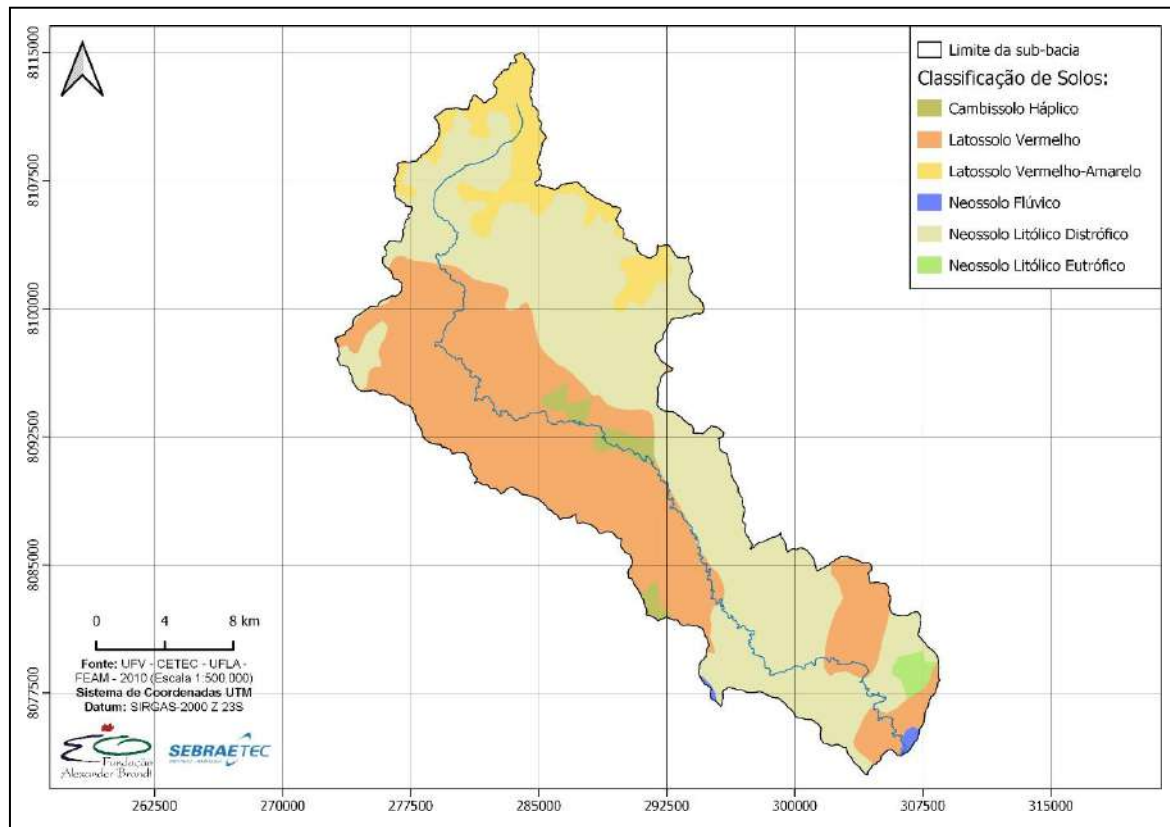 Limite da sub-bacia
Classificação de Solos:
Cambissolo Háplico
Latossolo Vermelho
Latossolo Vermelho-Amarelo
Neossolo Flúvico
Neossolo Litólico Distrófico
Neossolo Litólico Eutrófico
8115000
8107500
8100000
8092500
8085000
8077500
0 4 8 km
Fonte: UFV - CETEC - UFLA -
FEAM - 2010 (Escala 1:500.000)
Sistema de Coordenadas UTM
Datum: SIRGAS-2000 Z 23S
Fundação
Alexander Brandt
SEBRAETEC
262500 270000 277500 285000 292500 300000 307500 315000